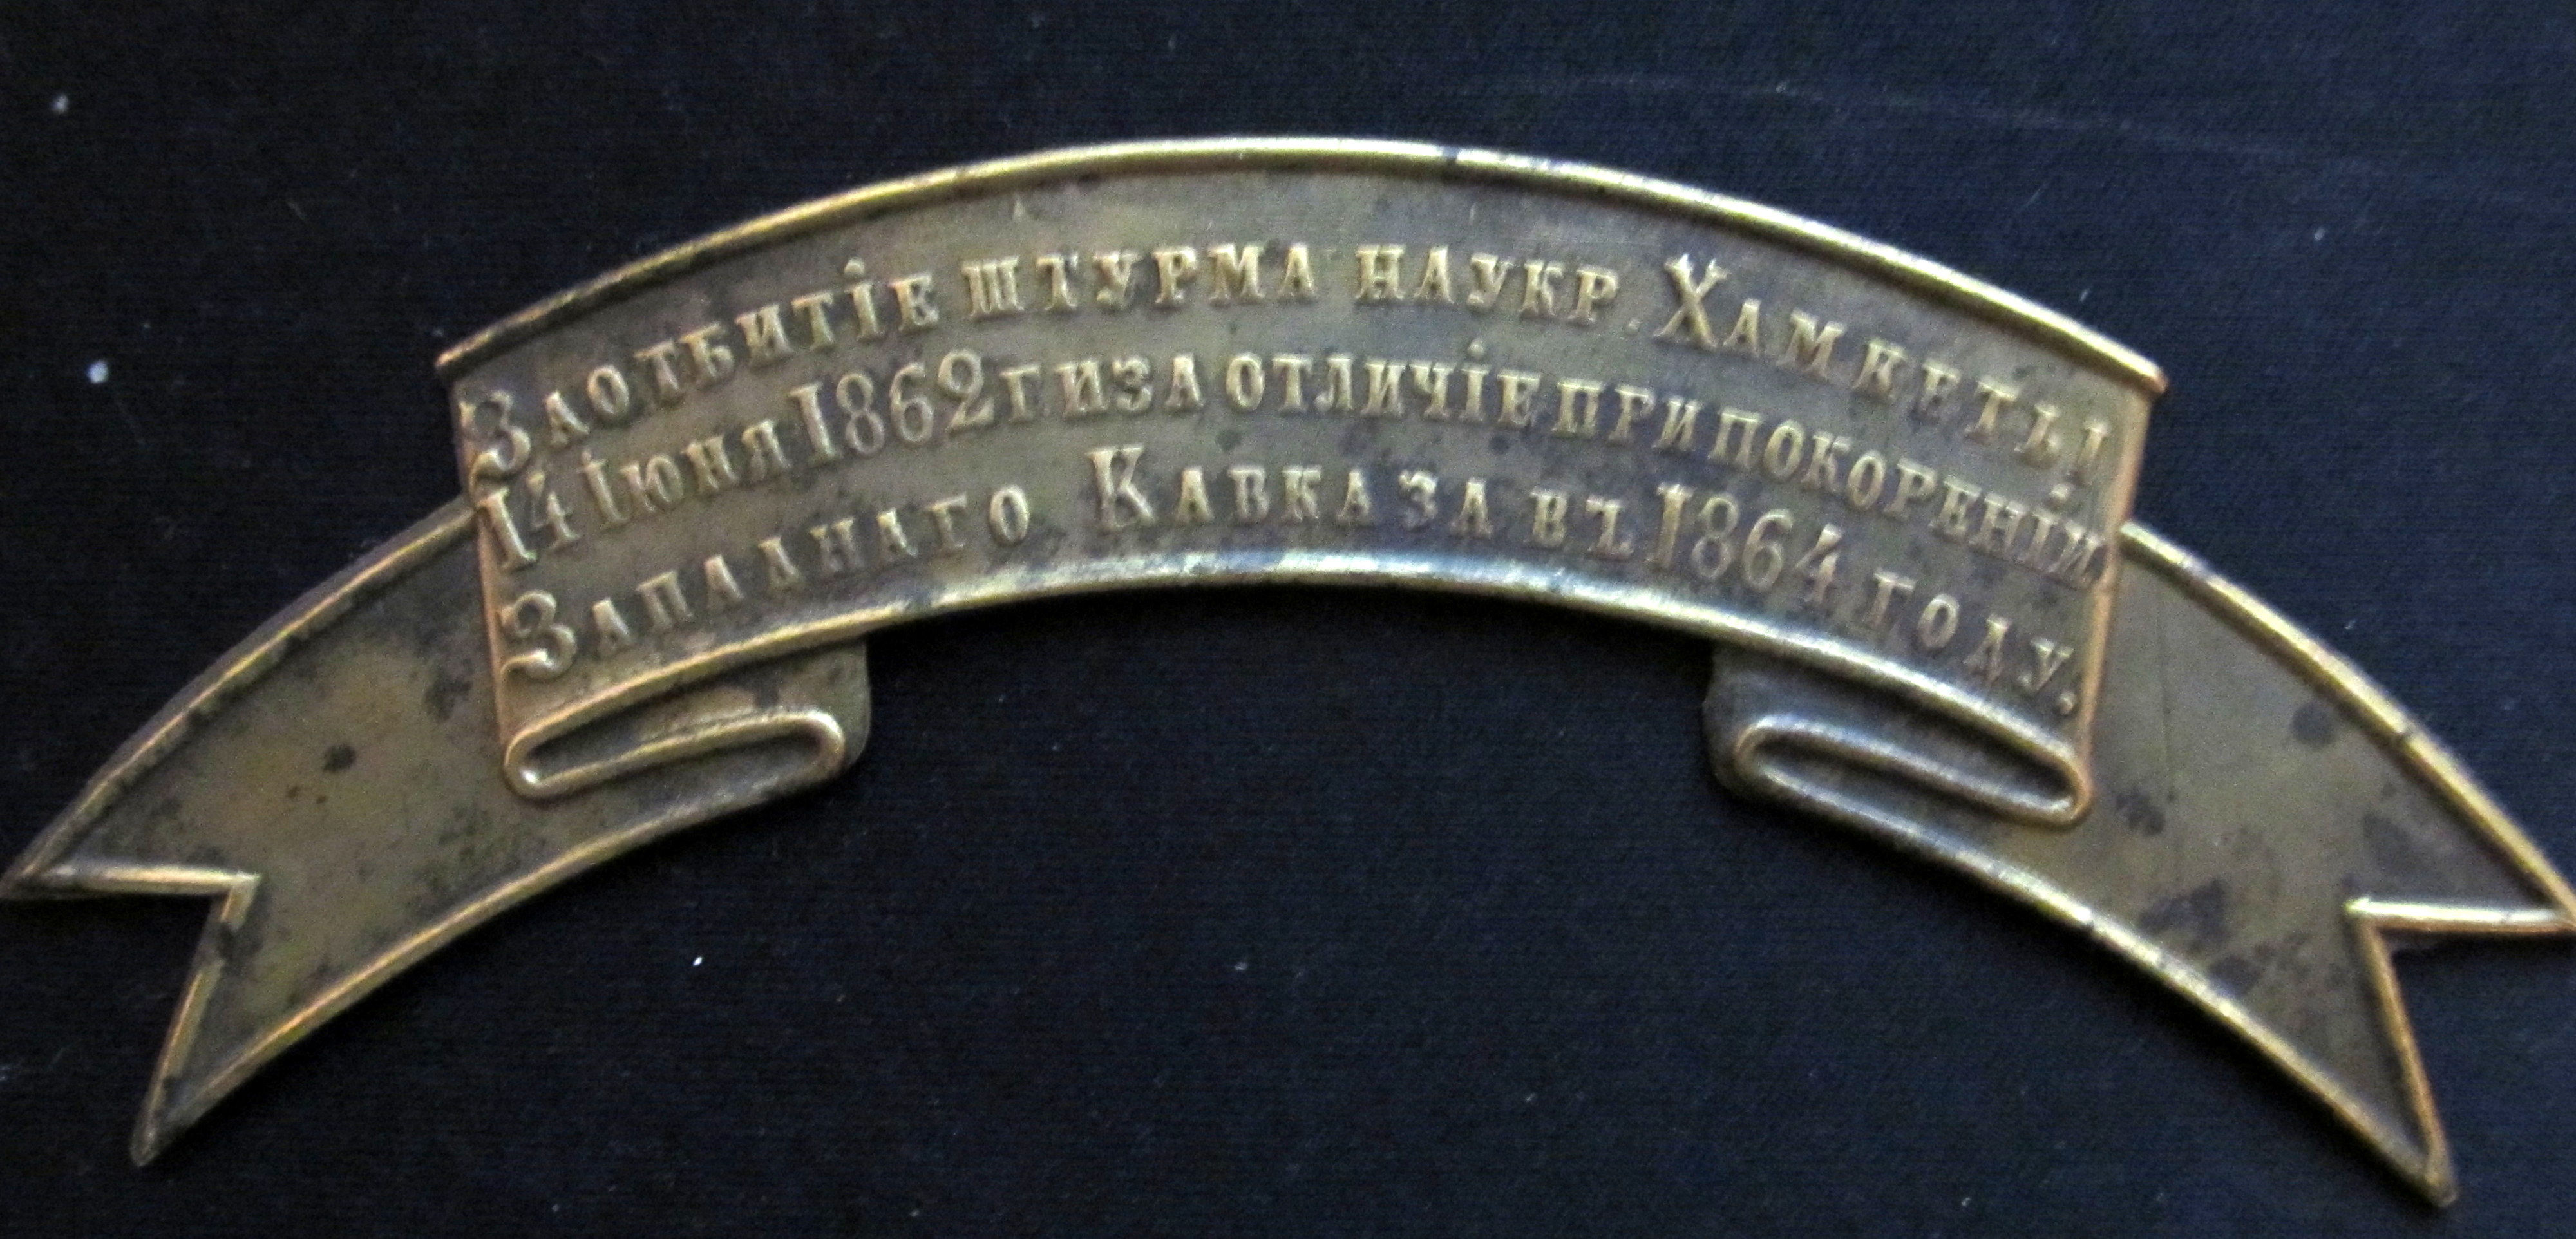 За отбитіе штурма на укр. Хамкеты
14 Іюня 1862 г и за отличіе при покореніи
Западнаго Кавказа въ 1864 году.